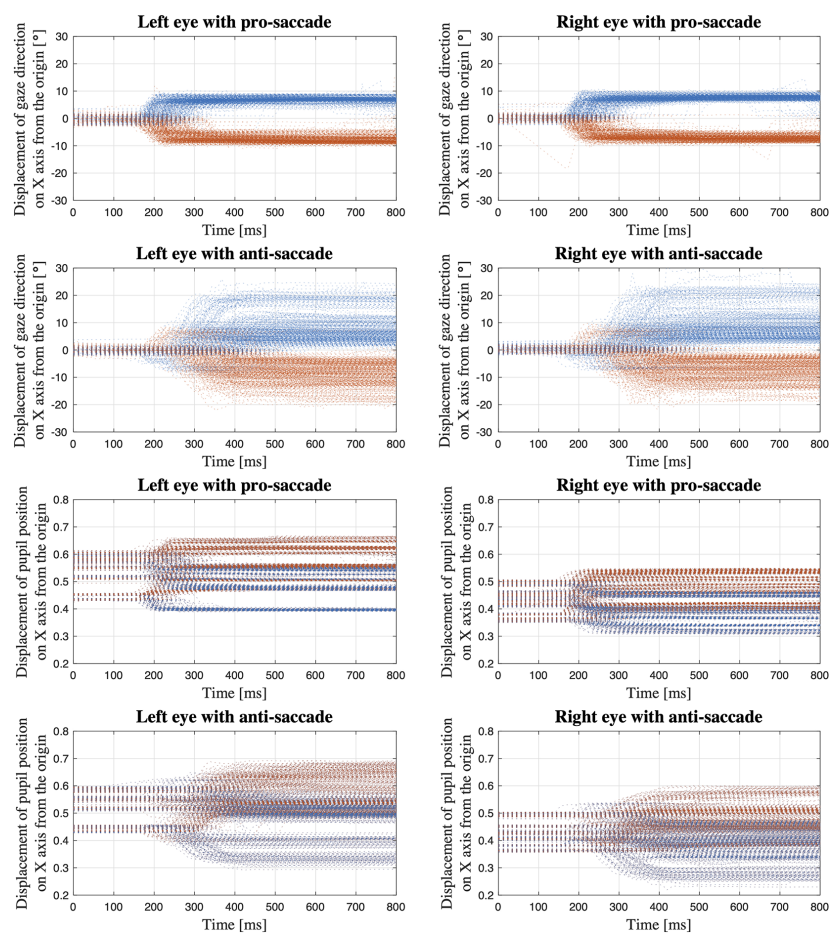 Left eye with pro-saccade
Displacement of gaze direction
on X axis from the origin [°]
30
20
10
0
-10
-20
-30
0 100 200 300 400 500 600 700 800
Time [ms]
Right eye with pro-saccade
Displacement of gaze direction
on X axis from the origin [°]
30
20
10
0
-10
-20
-30
0 100 200 300 400 500 600 700 800
Time [ms]
Left eye with anti-saccade
Displacement of gaze direction
on X axis from the origin [°]
30
20
10
0
-10
-20
-30
0 100 200 300 400 500 600 700 800
Time [ms]
Right eye with anti-saccade
Displacement of gaze direction
on X axis from the origin [°]
30
20
10
0
-10
-20
-30
0 100 200 300 400 500 600 700 800
Time [ms]
Left eye with pro-saccade
Displacement of pupil position
on X axis from the origin
0.8
0.7
0.6
0.5
0.4
0.3
0.2
0 100 200 300 400 500 600 700 800
Time [ms]
Right eye with pro-saccade
Displacement of pupil position
on X axis from the origin
0.8
0.7
0.6
0.5
0.4
0.3
0.2
0 100 200 300 400 500 600 700 800
Time [ms]
Left eye with anti-saccade
Displacement of pupil position
on X axis from the origin
0.8
0.7
0.6
0.5
0.4
0.3
0.2
0 100 200 300 400 500 600 700 800
Time [ms]
Right eye with anti-saccade
Displacement of pupil position
on X axis from the origin
0.8
0.7
0.6
0.5
0.4
0.3
0.2
0 100 200 300 400 500 600 700 800
Time [ms]